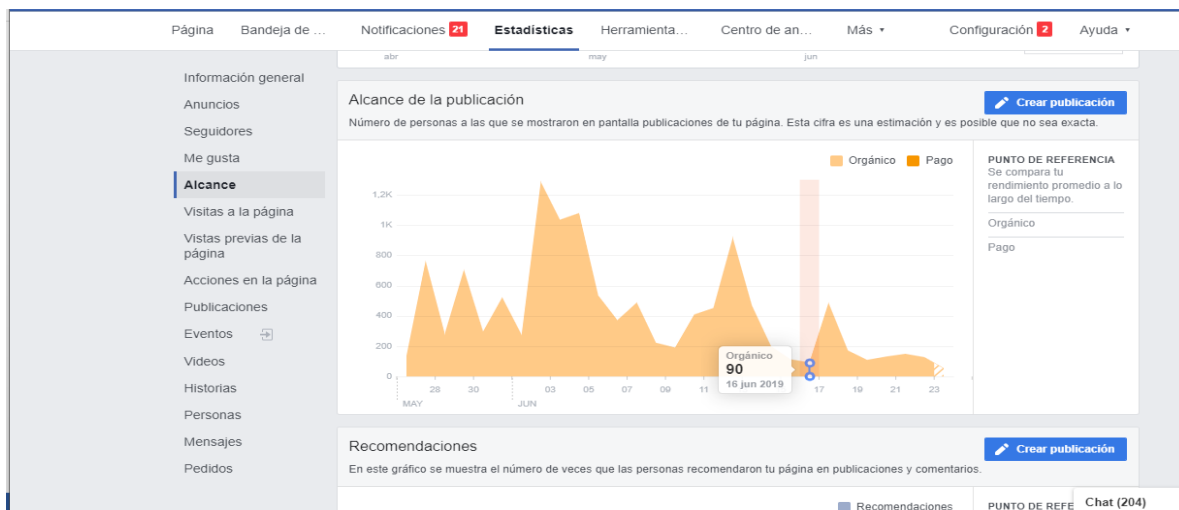 Página Bandeja de ... Notificaciones 21 Estadísticas Herramienta... Centro de an... Más Configuración 2 Ayuda
abr may jun
Información general
Anuncios
Seguidores
Me gusta
Alcance
Visitas a la página
Vistas previas de la
página
Acciones en la página
Publicaciones
Eventos
Videos
Historias
Personas
Mensajes
Pedidos
Alcance de la publicación
Crear publicación
Número de personas a las que se mostraron en pantalla publicaciones de tu página. Esta cifra es una estimación y es posible que no sea exacta.
Orgánico Pago
1,2K
1K
800
600
400
200
0
28 30 03 05 07 09 11 17 19 21 23
MAY JUN
Orgánico
90
16 jun 2019
PUNTO DE REFERENCIA
Se compara tu
rendimiento promedio a lo
largo del tiempo.
Orgánico
Pago
Recomendaciones
Crear publicación
En este gráfico se muestra el número de veces que las personas recomendaron tu página en publicaciones y comentarios.
Recomendaciones
PUNTO DE REFE
Chat (204)